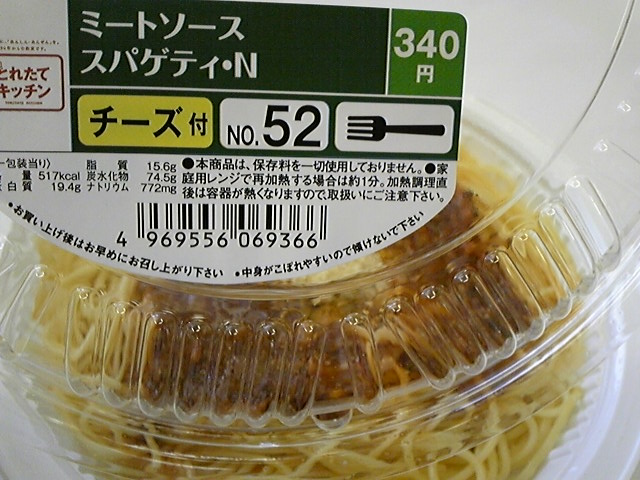 ミートソース
スパゲティ・N
340
円
とれたて
キッチン
チーズ付
NO.52
一包装当り)
量 517kcal
白質 19.4g
脂質 15.6g
炭水化物 74.5g
ナトリウム 772mg
●本商品は、保存料を一切使用しておりません。●家
庭用レンジで再加熱する場合は約1分。加熱調理直
後は容器が熱くなりますので、取扱いにご注意下さい。
4 969556 069366
●お買い上げ後はお早めにお召し上がり下さい ●中身がこぼれやすいので傾けないで下さい